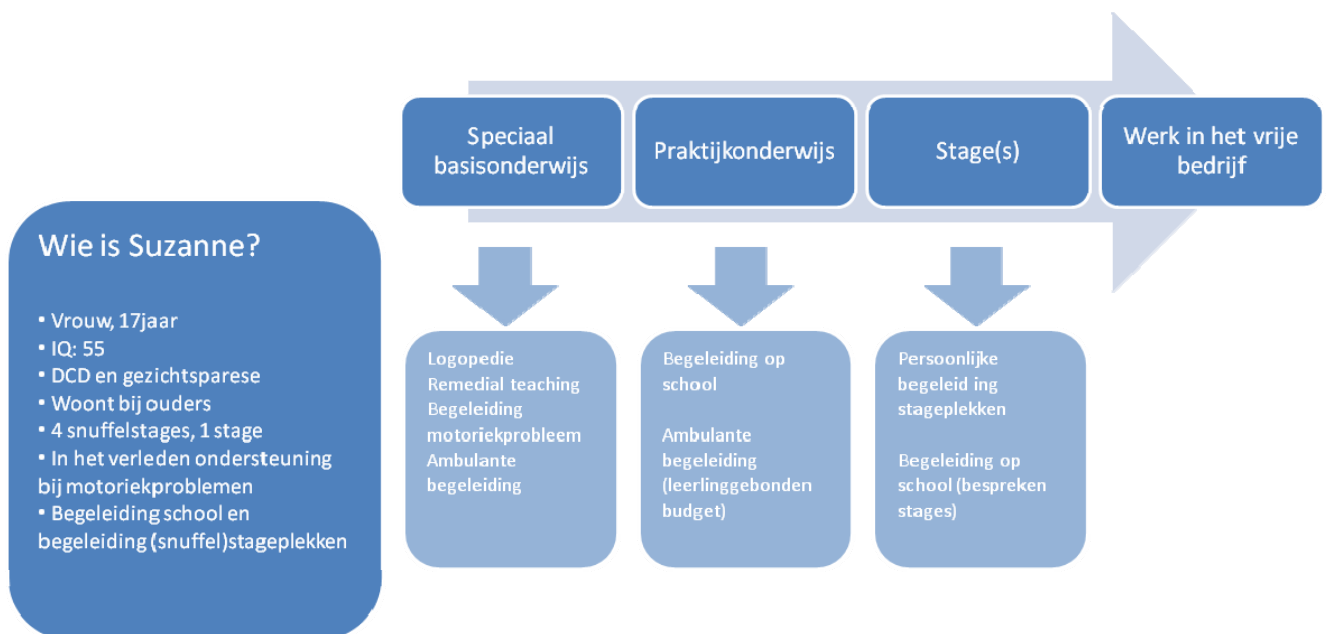 Speciaal
basisonderwijs
Praktijkonderwijs
Stage(s)
Werk in het vrije
bedrijf
Wie is Suzanne?
• Vrouw, 17jaar
• IQ: 55
• DCD en gezichtsparese
• Woont bij ouders
• 4 snuffelstages, 1 stage
• In het verleden ondersteuning
bij motoriekproblemen
• Begeleiding school en
begeleiding (snuffel)stageplekken
Logopedie
Remedial teaching
Begeleiding
motoriekprobleem
Ambulante
begeleiding
Begeleiding op
school
Ambulante
begeleiding
(leerlinggebonden
budget)
Persoonlijke
begeleid ing
stageplekken
Begeleiding op
school (bespreken
stages)